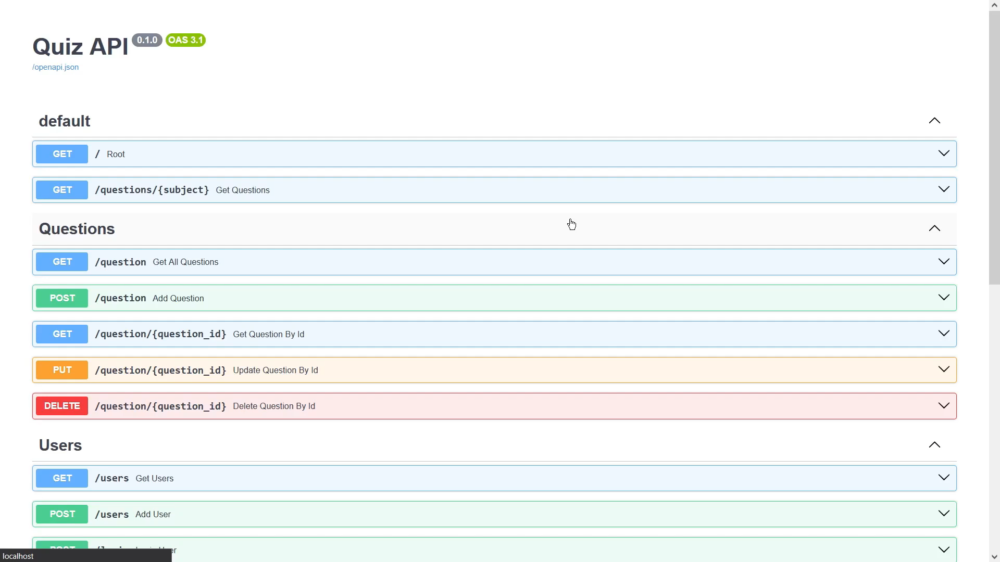 Quiz API 0.1.0 OAS 3.1
/openapi.json
default
GET / Root
GET /questions/{subject} Get Questions
Questions
GET /question Get All Questions
POST /question Add Question
GET /question/{question_id} Get Question By Id
PUT /question/{question_id} Update Question By Id
DELETE /question/{question_id} Delete Question By Id
Users
GET /users Get Users
POST /users Add User
POST
localhost